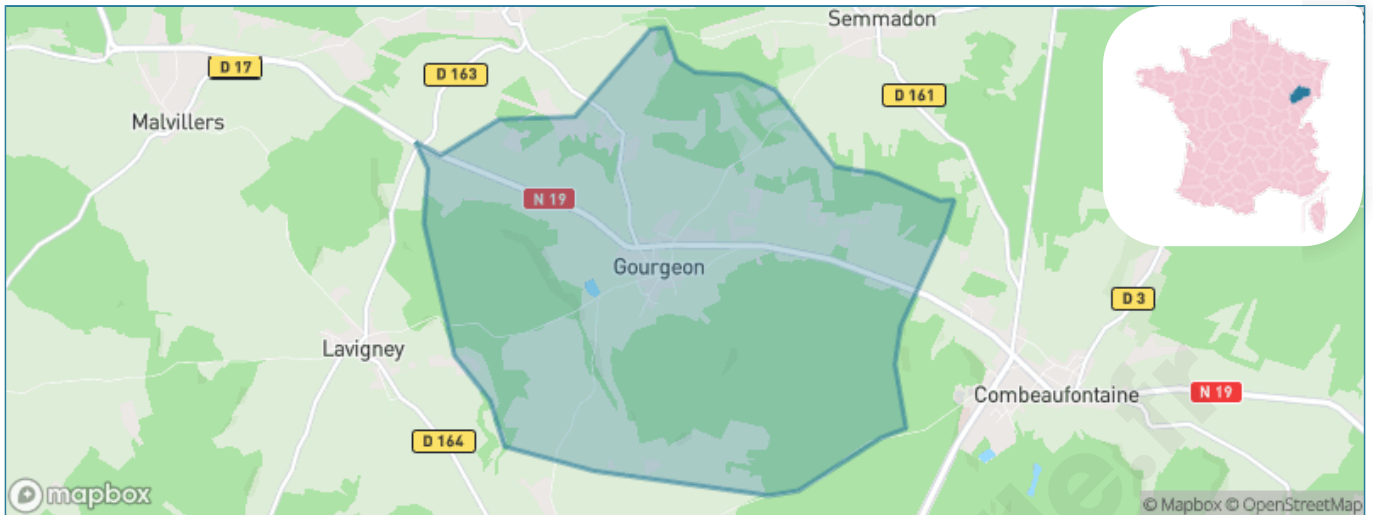 Semmadon
D 17
D 163
D 161
Malvillers
N 19
Gourgeon
D 3
Lavigney
Combeaufontaine
N 19
D 164
mapbox
© Mapbox © OpenStreetMap